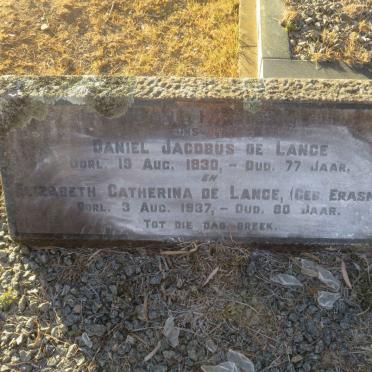 ONS
DANIEL JACOBUS DE LANGE
OORL. 19 AUG. 1930, - OUD. 77 JAAR.
EN
ELIZABETH CATHERINA DE LANGE, (GEB. ERASM
OORL. 3 AUG. 1937, - OUD. 80 JAAR.
TOT DIE DAG BREEK.